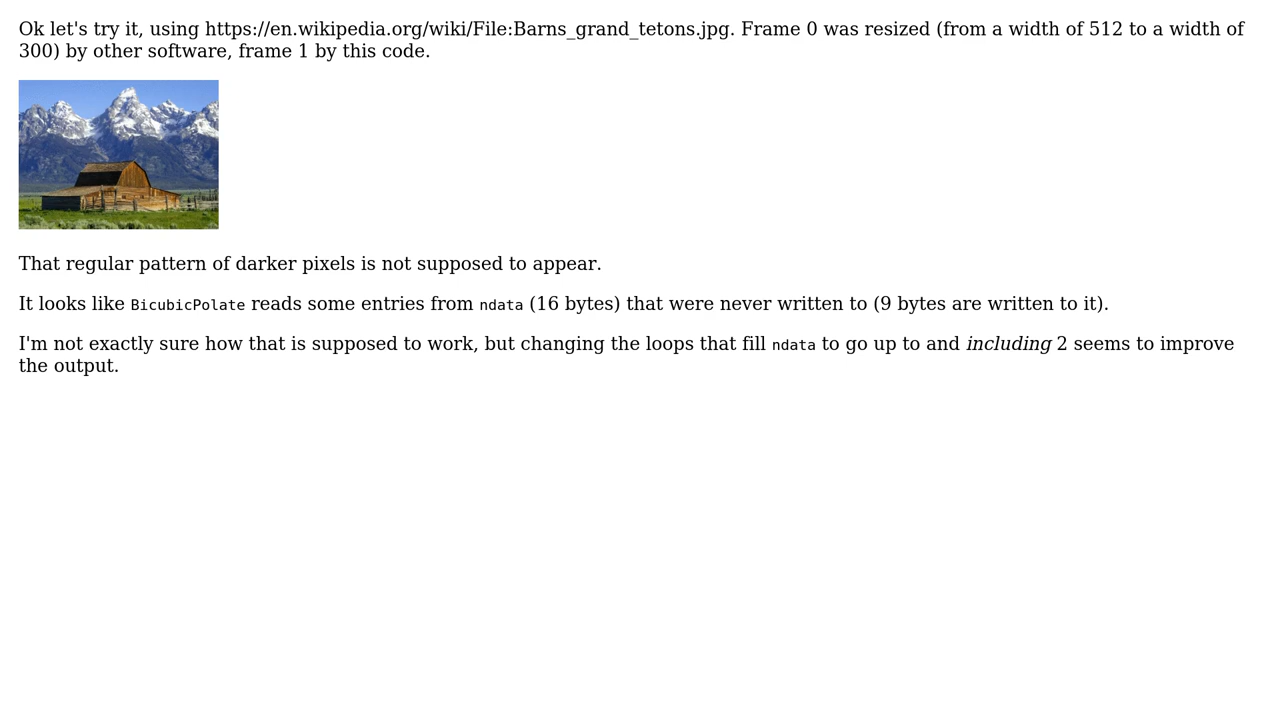 Ok let's try it, using https://en.wikipedia.org/wiki/File:Barns_grand_tetons.jpg. Frame 0 was resized (from a width of 512 to a width of
300) by other software, frame 1 by this code.
That regular pattern of darker pixels is not supposed to appear.
It looks like BicubicPolate reads some entries from ndata (16 bytes) that were never written to (9 bytes are written to it).
I'm not exactly sure how that is supposed to work, but changing the loops that fill ndata to go up to and including 2 seems to improve
the output.